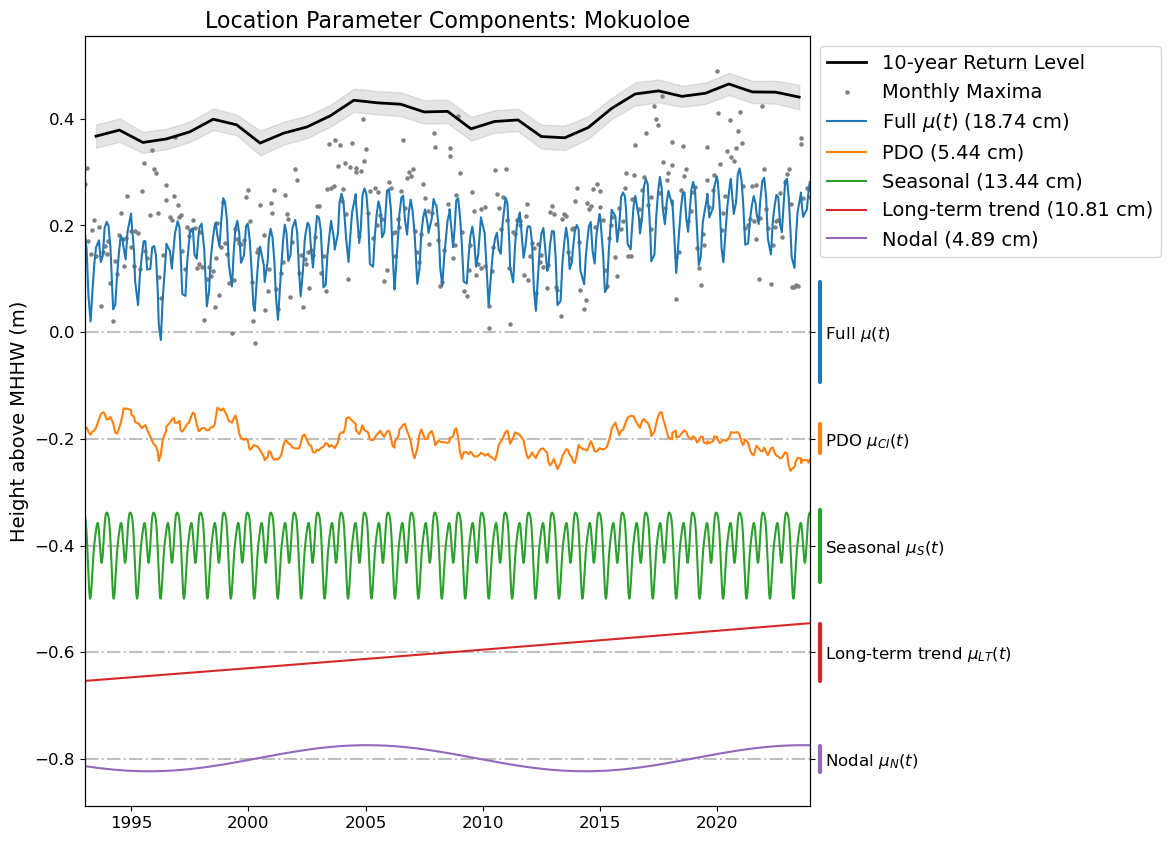 Location Parameter Components: Mokuoloe
Height above MHHW (m)
0.4
0.2
0.0
−0.2
−0.4
−0.6
−0.8
1995
2000
2005
2010
2015
2020
10-year Return Level
Monthly Maxima
Full μ(t) (18.74 cm)
PDO (5.44 cm)
Seasonal (13.44 cm)
Long-term trend (10.81 cm)
Nodal (4.89 cm)
Full μ(t)
PDO μCI(t)
Seasonal μS(t)
Long-term trend μLT(t)
Nodal μN(t)